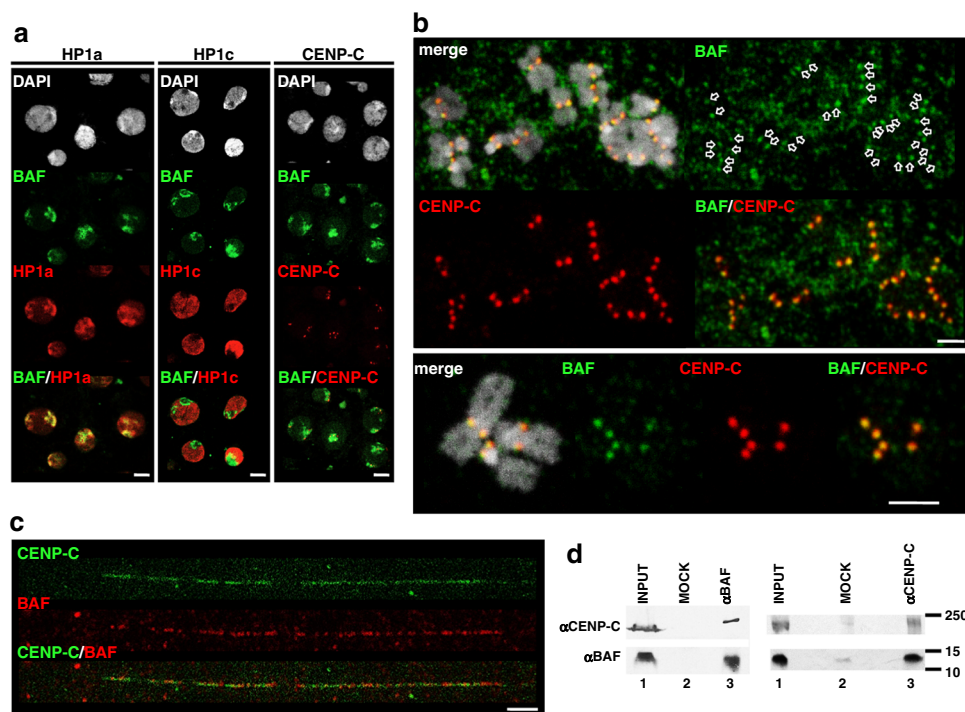 a
HP1a HP1c CENP-C
DAPI DAPI DAPI
BAF BAF BAF
HP1a HP1c CENP-C
BAF/HP1a BAF/HP1c BAF/CENP-C
b
merge BAF
CENP-C BAF/CENP-C
merge BAF CENP-C BAF/CENP-C
c
CENP-C
BAF
CENP-C/BAF
d
INPUT MOCK αBAF INPUT MOCK αCENP-C
αCENP-C 250
αBAF 15
10
1 2 3 1 2 3